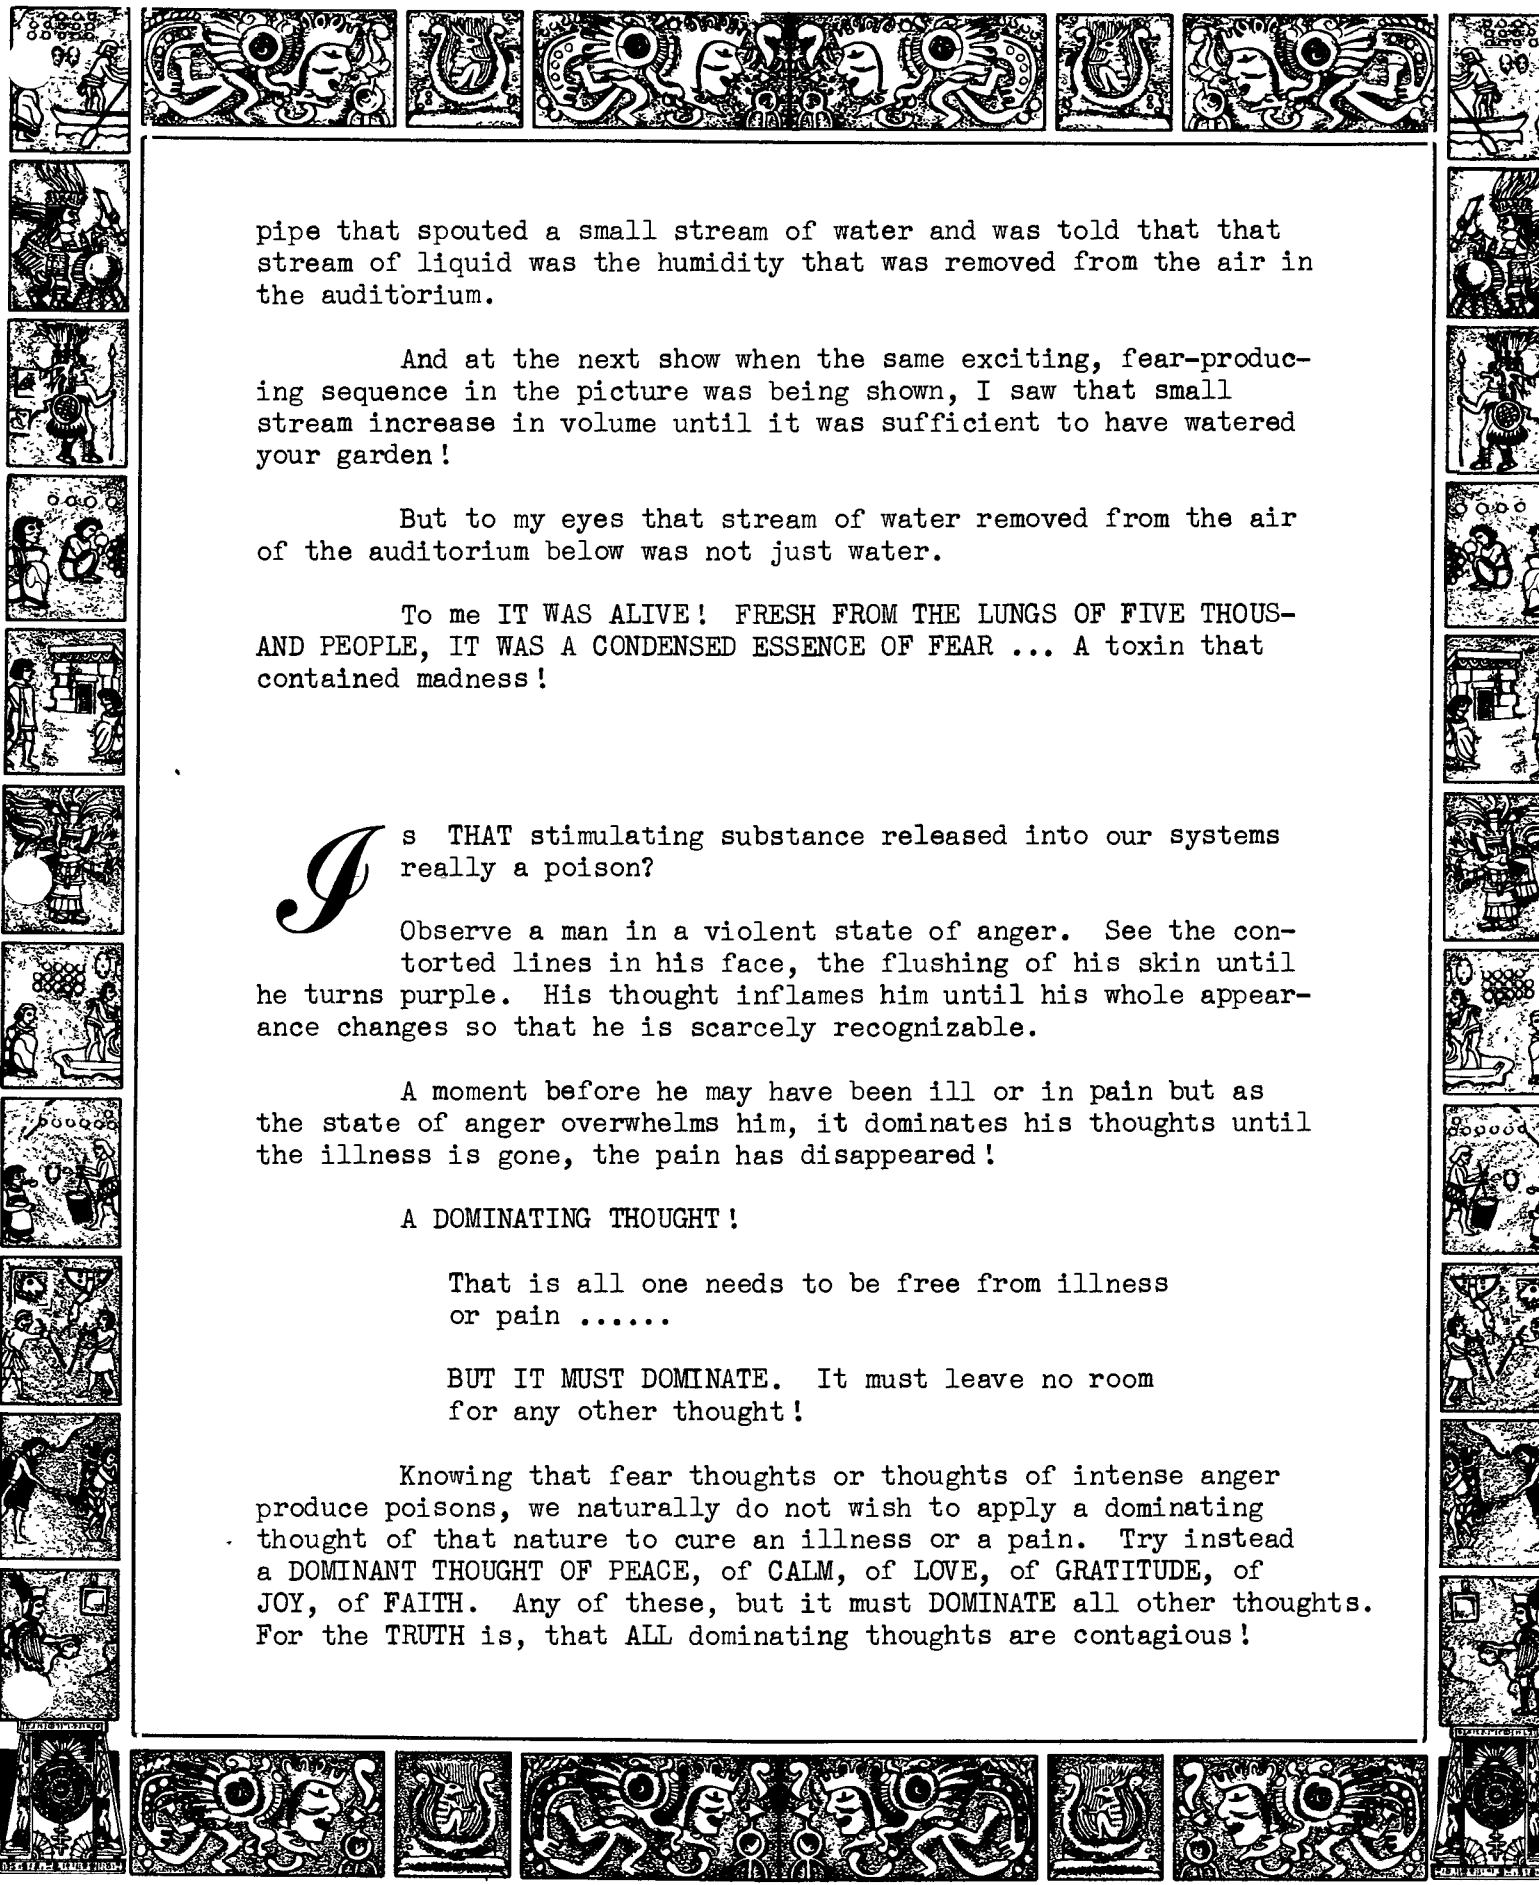 pipe that spouted a small stream of water and was told that that
stream of liquid was the humidity that was removed from the air in
the auditorium.
And at the next show when the same exciting, fear-produc-
ing sequence in the picture was being shown, I saw that small
stream increase in volume until it was sufficient to have watered
your garden!
But to my eyes that stream of water removed from the air
of the auditorium below was not just water.
To me IT WAS ALIVE! FRESH FROM THE LUNGS OF FIVE THOUS-
AND PEOPLE, IT WAS A CONDENSED ESSENCE OF FEAR ... A toxin that
contained madness!
Is THAT stimulating substance released into our systems
really a poison?
Observe a man in a violent state of anger. See the con-
torted lines in his face, the flushing of his skin until
he turns purple. His thought inflames him until his whole appear-
ance changes so that he is scarcely recognizable.
A moment before he may have been ill or in pain but as
the state of anger overwhelms him, it dominates his thoughts until
the illness is gone, the pain has disappeared!
A DOMINATING THOUGHT!
That is all one needs to be free from illness
or pain ......
BUT IT MUST DOMINATE. It must leave no room
for any other thought!
Knowing that fear thoughts or thoughts of intense anger
produce poisons, we naturally do not wish to apply a dominating
thought of that nature to cure an illness or a pain. Try instead
a DOMINANT THOUGHT OF PEACE, of CALM, of LOVE, of GRATITUDE, of
JOY, of FAITH. Any of these, but it must DOMINATE all other thoughts.
For the TRUTH is, that ALL dominating thoughts are contagious!